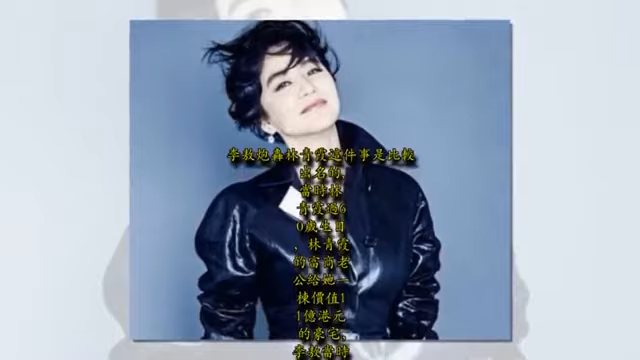 李敖炮轟林青霞這件事是比較
出名的,
當時林
青霞過6
0歲生日
、林青霞
的富商老
公給她一
棟價值1
1億港元
的豪宅,
李敖當時